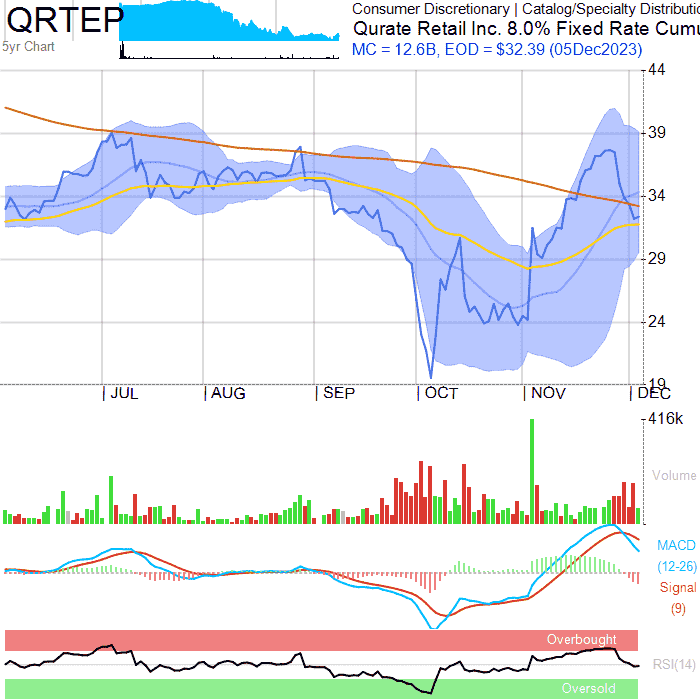 QRTEP
5yr Chart
Consumer Discretionary | Catalog/Specialty Distributio
Qurate Retail Inc. 8.0% Fixed Rate Cumu
MC = 12.6B, EOD = $32.39 (05Dec2023)
44
39
34
29
24
19
JUL AUG SEP OCT NOV DEC
416k
Volume
MACD
(12-26)
Signal
(9)
Overbought
RSI(14)
Oversold